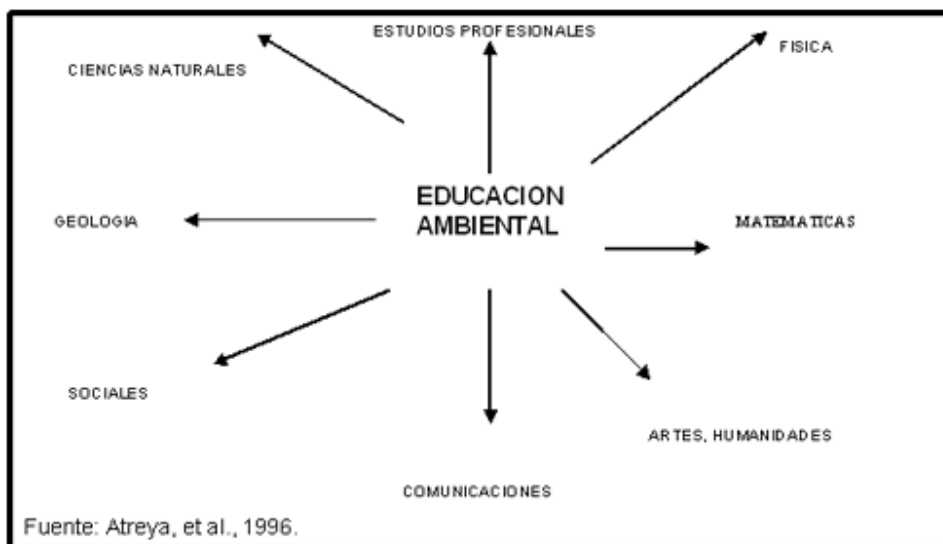 ESTUDIOS PROFESIONALES
FISICA
CIENCIAS NATURALES
EDUCACION
AMBIENTAL
GEOLOGIA
MATEMATICAS
SOCIALES
ARTES, HUMANIDADES
COMUNICACIONES
Fuente: Atreya, et al., 1996.